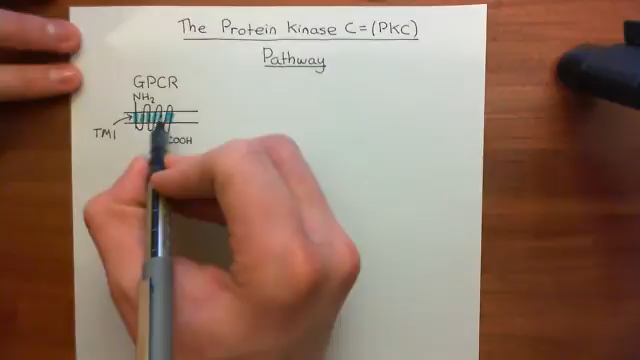 The Protein Kinase C=(PKC)
Pathway
GPCR
NH2
TM1
COOH